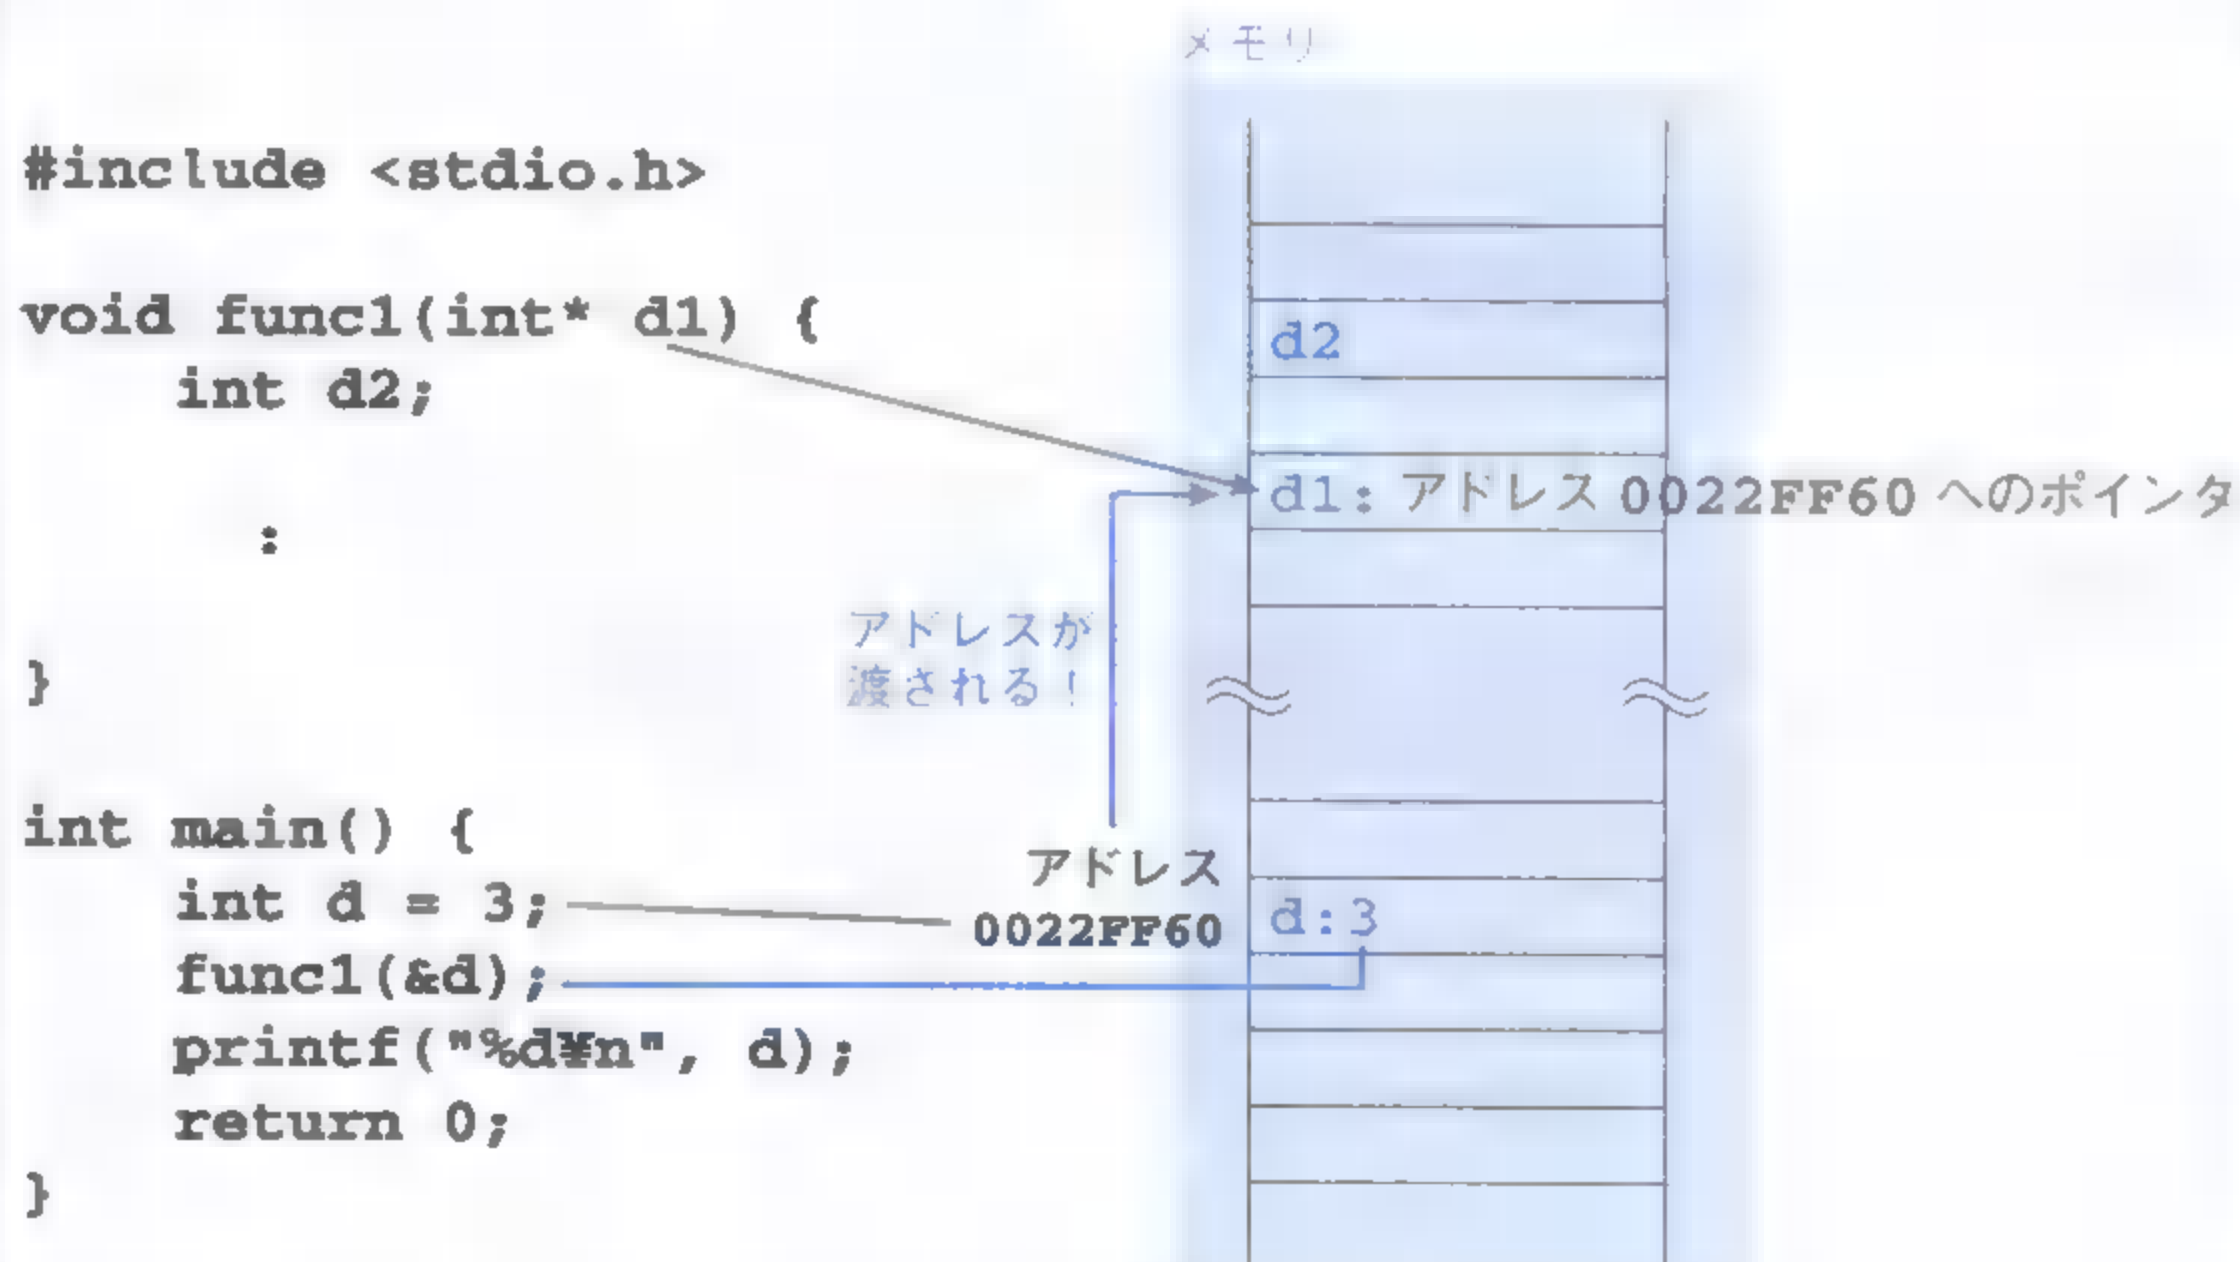 メモリ
#include <stdio.h>
void func1(int* d1) {
int d2;
:
}
int main() {
int d = 3;
func1(&d);
printf("%d¥n", d);
return 0;
}
d2
d1: アドレス 0022FF60 へのポインタ
アドレスが
渡される！
アドレス
0022FF60
d:3